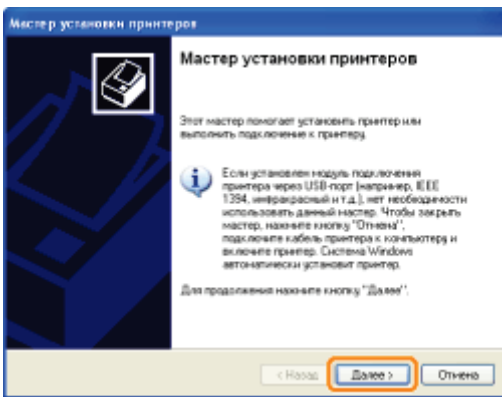 Мастер установки принтеров
Мастер установки принтеров
Этот мастер помогает установить принтер или
выполнить подключение к принтеру.
Если установлен модуль подключения
принтера через USB-порт (например, IEEE
1394, инфракрасный и т.д.), нет необходимости
использовать данный мастер. Чтобы закрыть
мастер, нажмите кнопку "Отмена",
подключите кабель принтера к компьютеру и
включите принтер. Система Windows
автоматически установит принтер.
Для продолжения нажмите кнопку "Далее".
< Назад
Далее >
Отмена